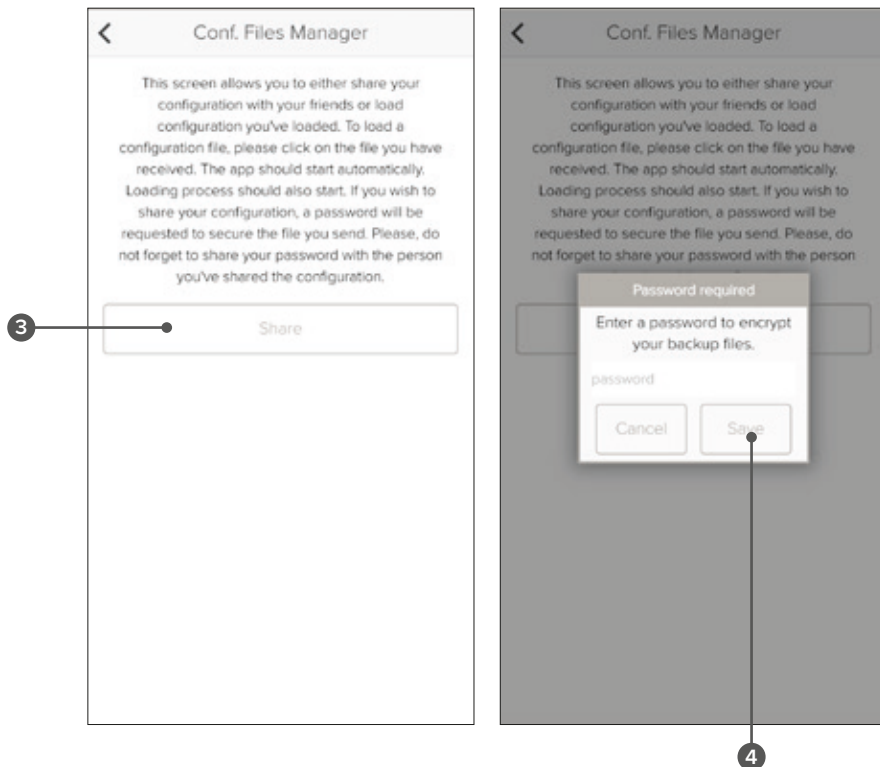 Conf. Files Manager
This screen allows you to either share your
configuration with your friends or load
configuration you've loaded. To load a
configuration file, please click on the file you have
received. The app should start automatically.
Loading process should also start. If you wish to
share your configuration, a password will be
requested to secure the file you send. Please, do
not forget to share your password with the person
you've shared the configuration.
3
Share
Conf. Files Manager
This screen allows you to either share your
configuration with your friends or load
configuration you've loaded. To load a
configuration file, please click on the file you have
received. The app should start automatically.
Loading process should also start. If you wish to
share your configuration, a password will be
requested to secure the file you send. Please, do
not forget to share your password with the person
Password required
Enter a password to encrypt
your backup files.
password
Cancel
Save
4